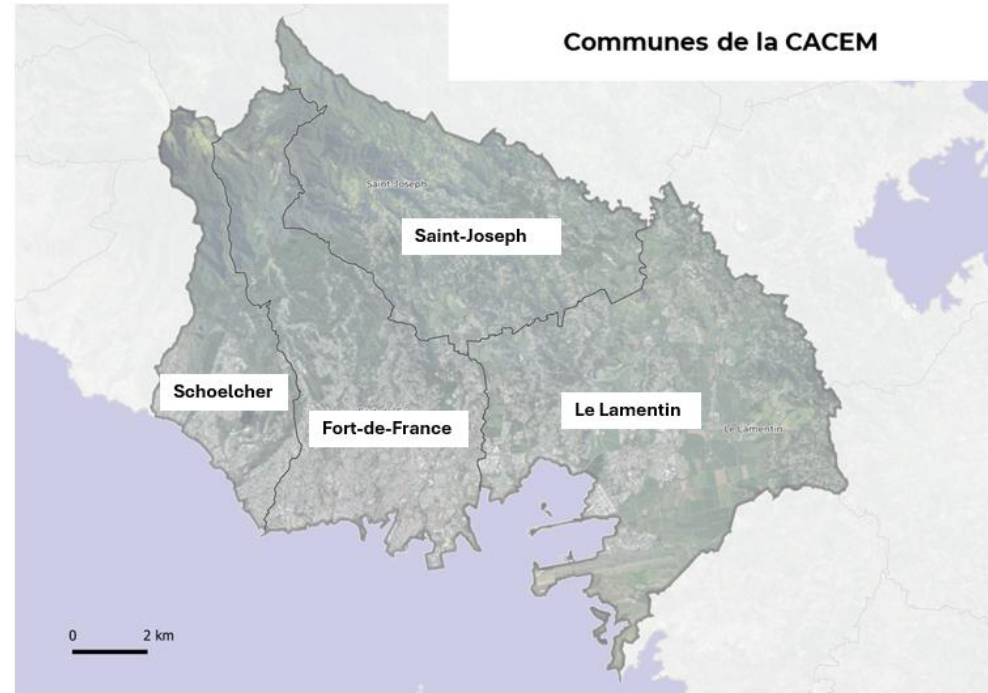 Communes de la CACEM
Saint-Joseph
Saint-Joseph
Schoelcher
Le Lamentin
Fort-de-France
Le Lamentin
0 2 km